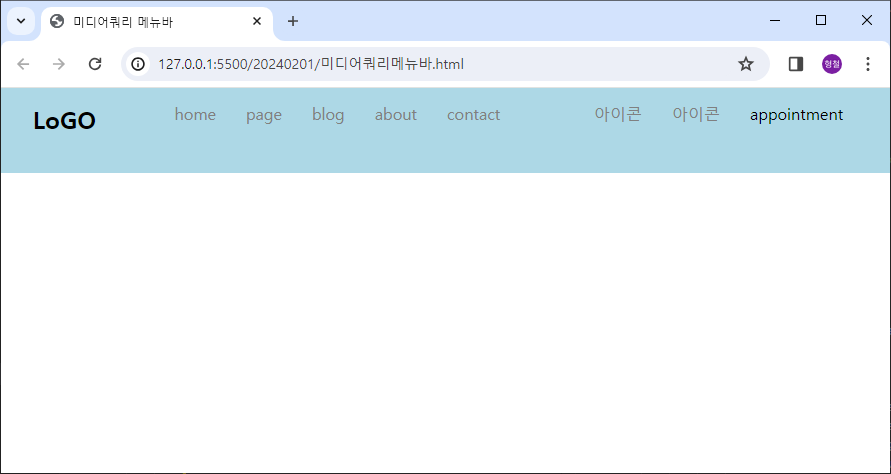 미디어쿼리 메뉴바
127.0.0.1:5500/20240201/미디어쿼리메뉴바.html
형철
LoGO home page blog about contact 아이콘 아이콘 appointment